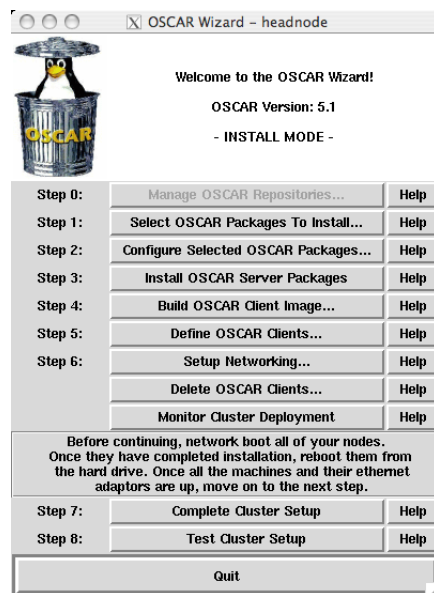 OSCAR Wizard - headnode
OSCAR
Welcome to the OSCAR Wizard!
OSCAR Version: 5.1
- INSTALL MODE -
Step 0: Manage OSCAR Repositories... Help
Step 1: Select OSCAR Packages To Install... Help
Step 2: Configure Selected OSCAR Packages... Help
Step 3: Install OSCAR Server Packages Help
Step 4: Build OSCAR Client Image... Help
Step 5: Define OSCAR Clients... Help
Step 6: Setup Networking... Help
Delete OSCAR Clients... Help
Monitor Cluster Deployment Help
Before continuing, network boot all of your nodes.
Once they have completed installation, reboot them from
the hard drive. Once all the machines and their ethernet
adaptors are up, move on to the next step.
Step 7: Complete Cluster Setup Help
Step 8: Test Cluster Setup Help
Quit